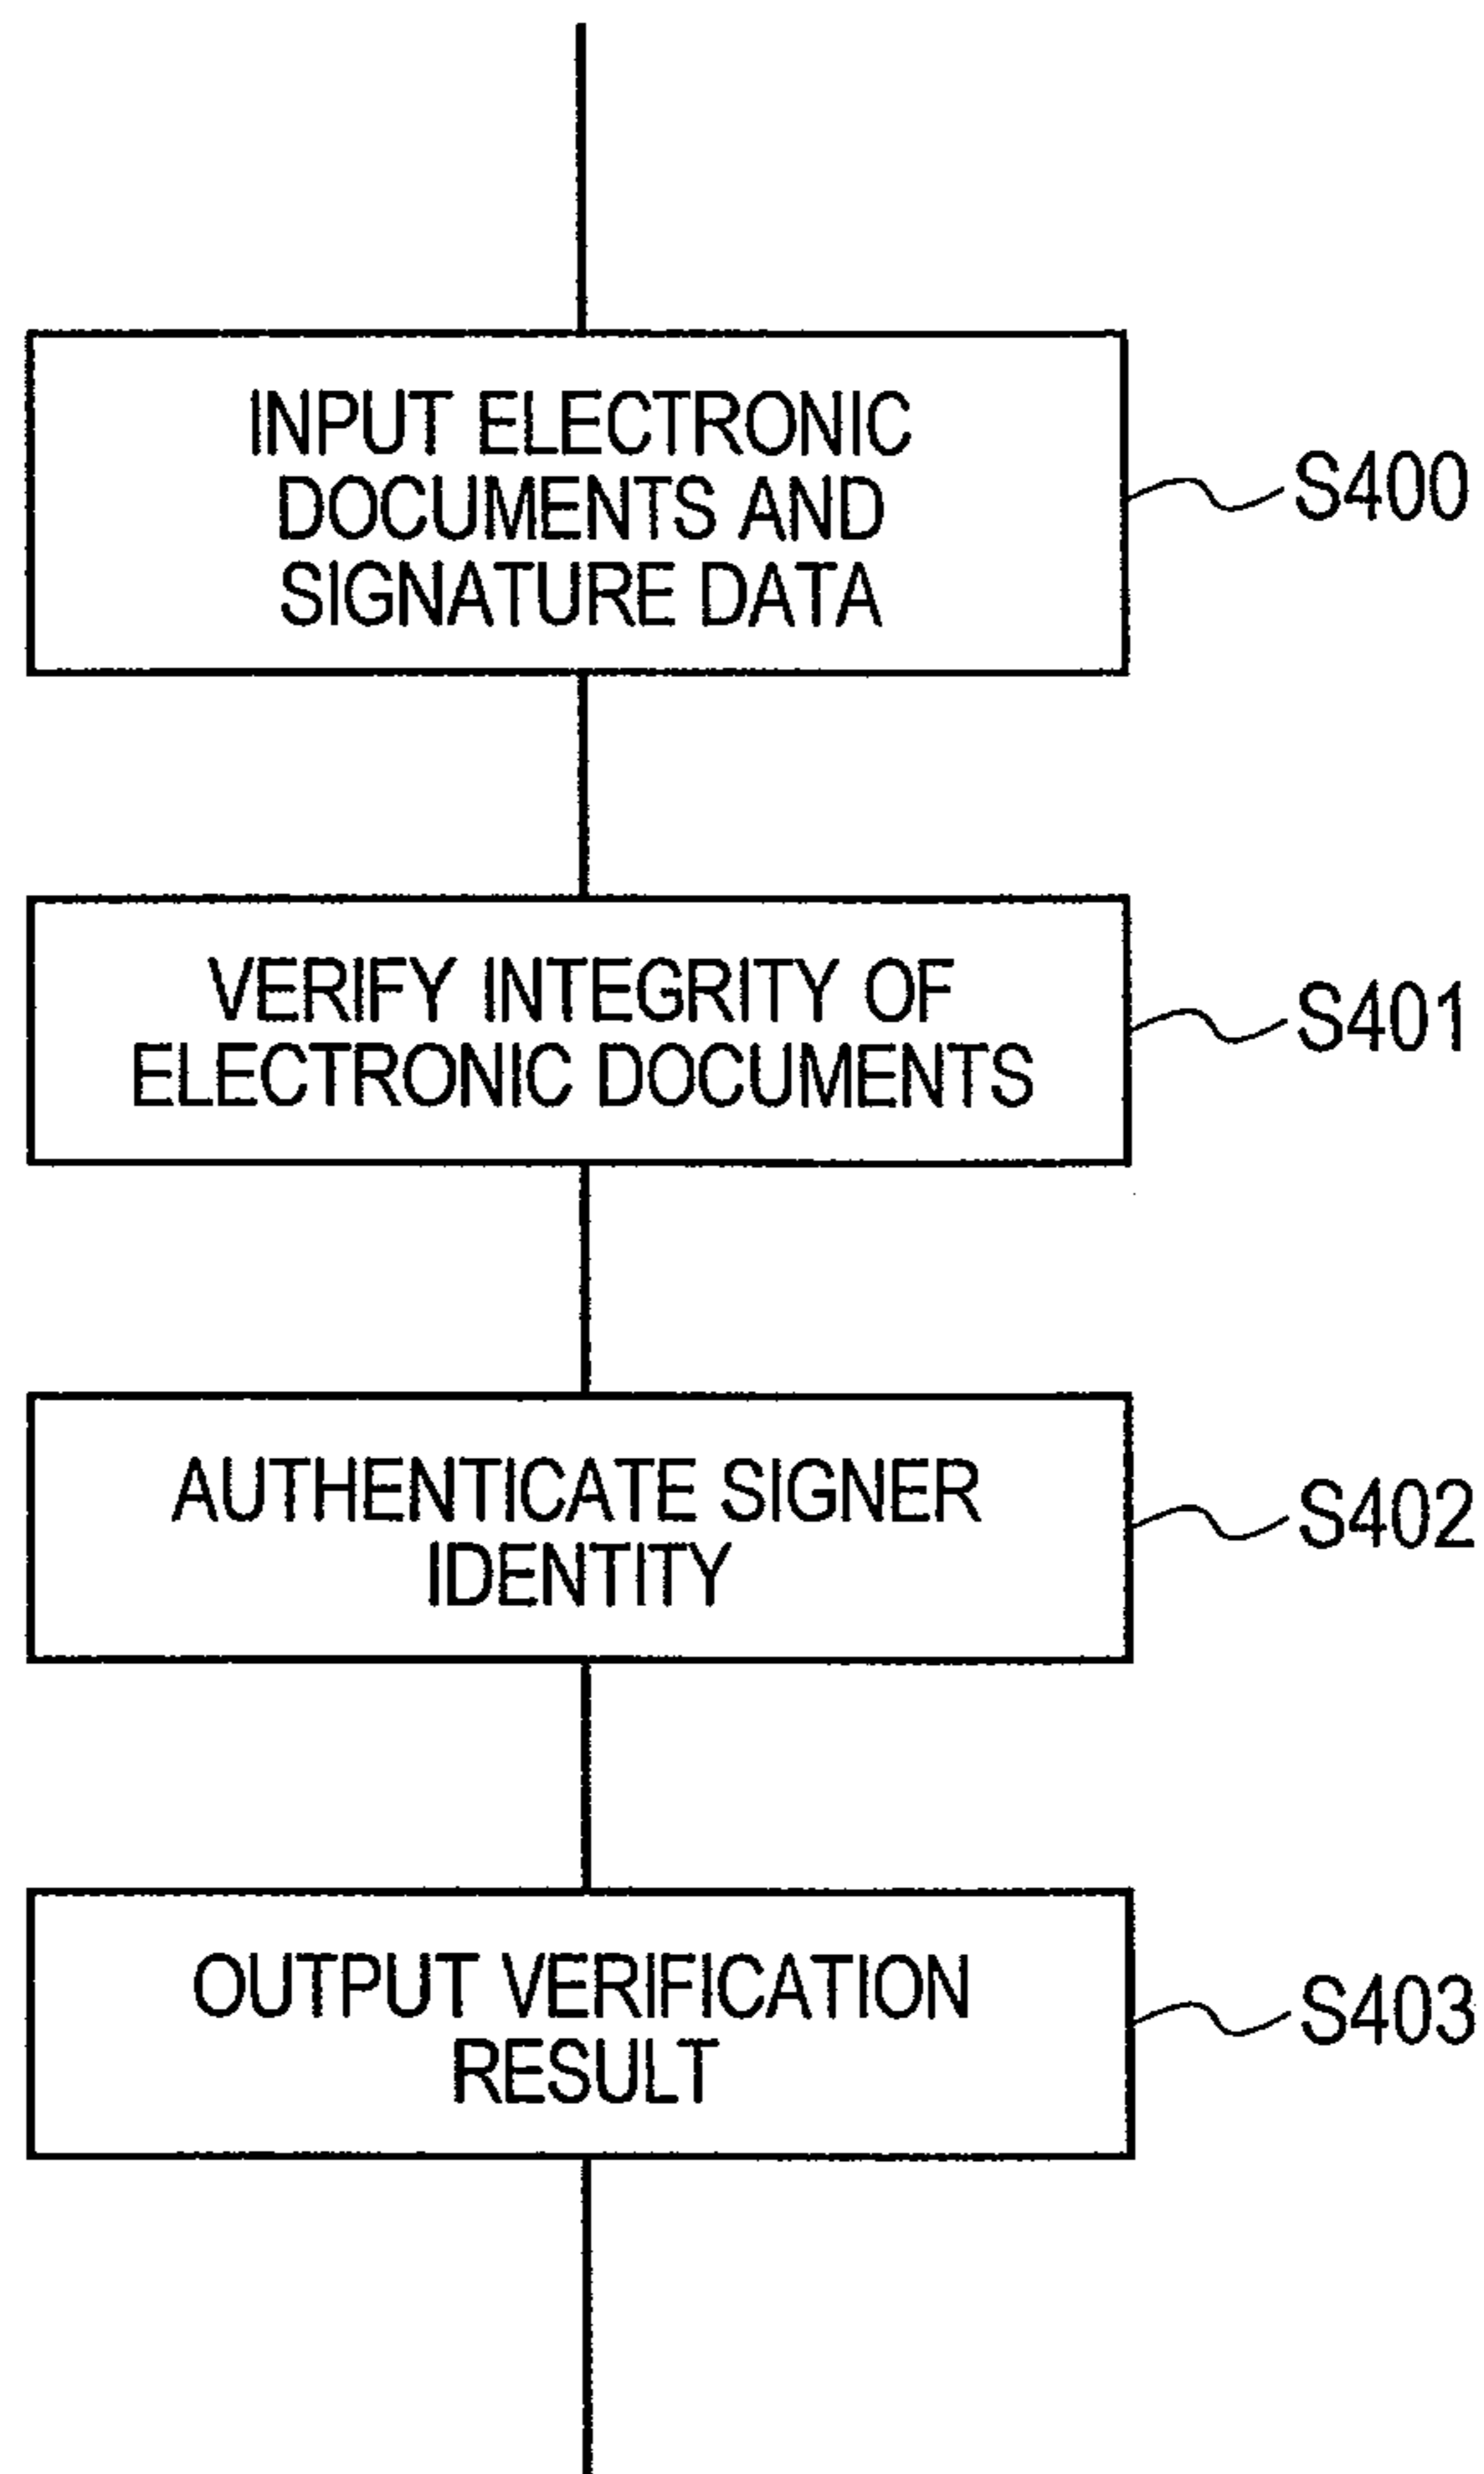 INPUT ELECTRONIC
DOCUMENTS AND
SIGNATURE DATA
S400
VERIFY INTEGRITY OF
ELECTRONIC DOCUMENTS
S401
AUTHENTICATE SIGNER
IDENTITY
S402
OUTPUT VERIFICATION
RESULT
S403